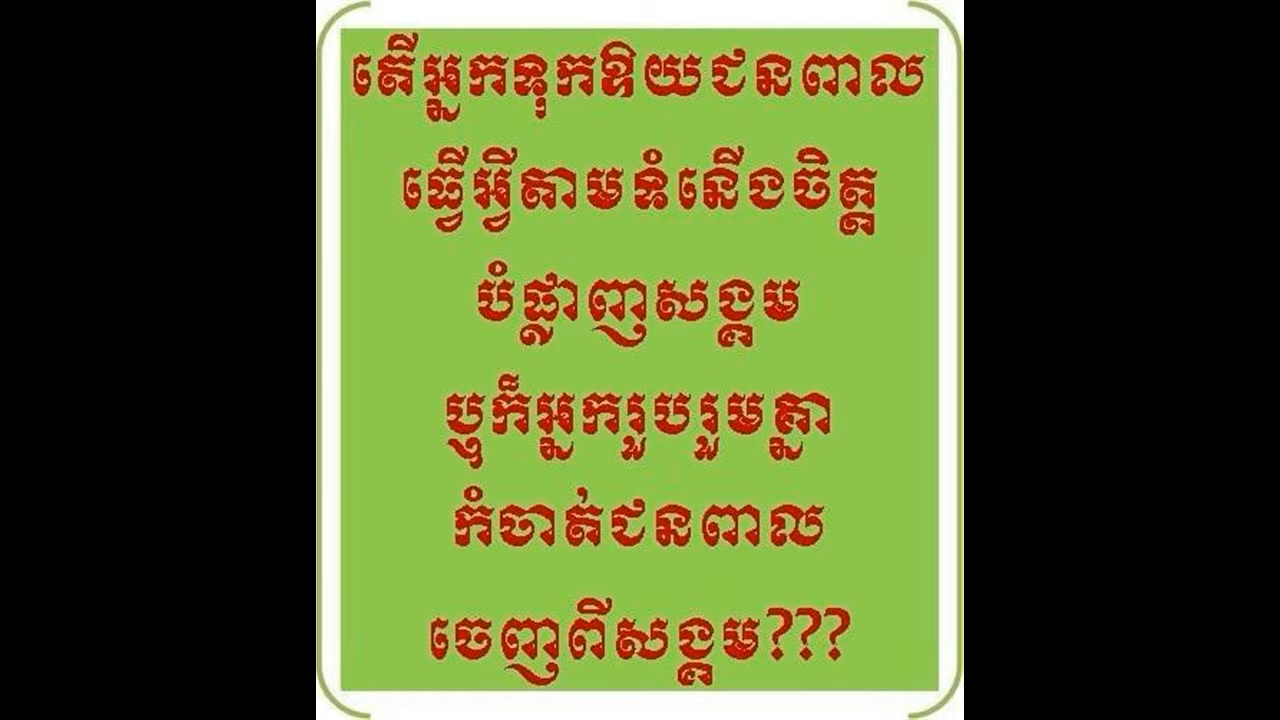 តើអ្នកទុកឱ្យជនពាល
ធ្វើអ្វីតាមទំនើងចិត្ត
បំផ្លាញសង្គម
ឬក៏អ្នករួបរួមគ្នា
កំចាត់ជនពាល
ចេញពីសង្គម???